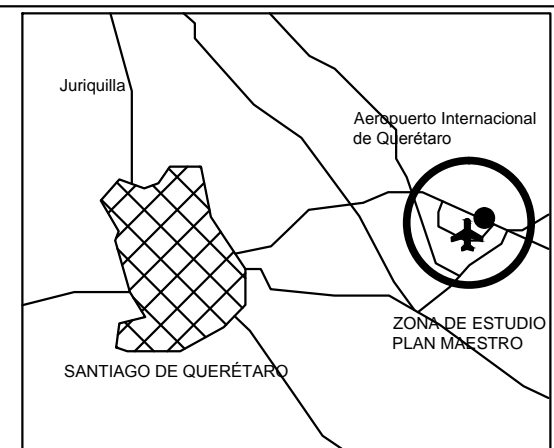 Juriquilla
Aeropuerto Internacional
de Querétaro
ZONA DE ESTUDIO
PLAN MAESTRO
SANTIAGO DE QUERÉTARO